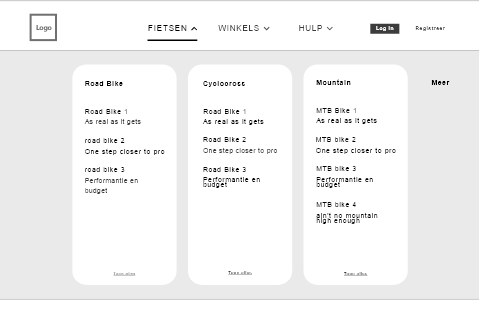 Logo
FIETSEN
WINKELS
HULP
Log in
Registreer
Road Bike
Road Bike 1
As real as it gets
road bike 2
One step closer to pro
road bike 3
Performantie en
budget
Toon alles
Cyclocross
Road Bike 1
As real as it gets
Road Bike 2
One step closer to pro
Road Bike 3
Performantie en
budget
Toon alles
Mountain
MTB Bike 1
As real as it gets
MTB bike 2
One step closer to pro
MTB bike 3
Performantie en
budget
MTB bike 4
ain't no mountain
high enough
Toon alles
Meer